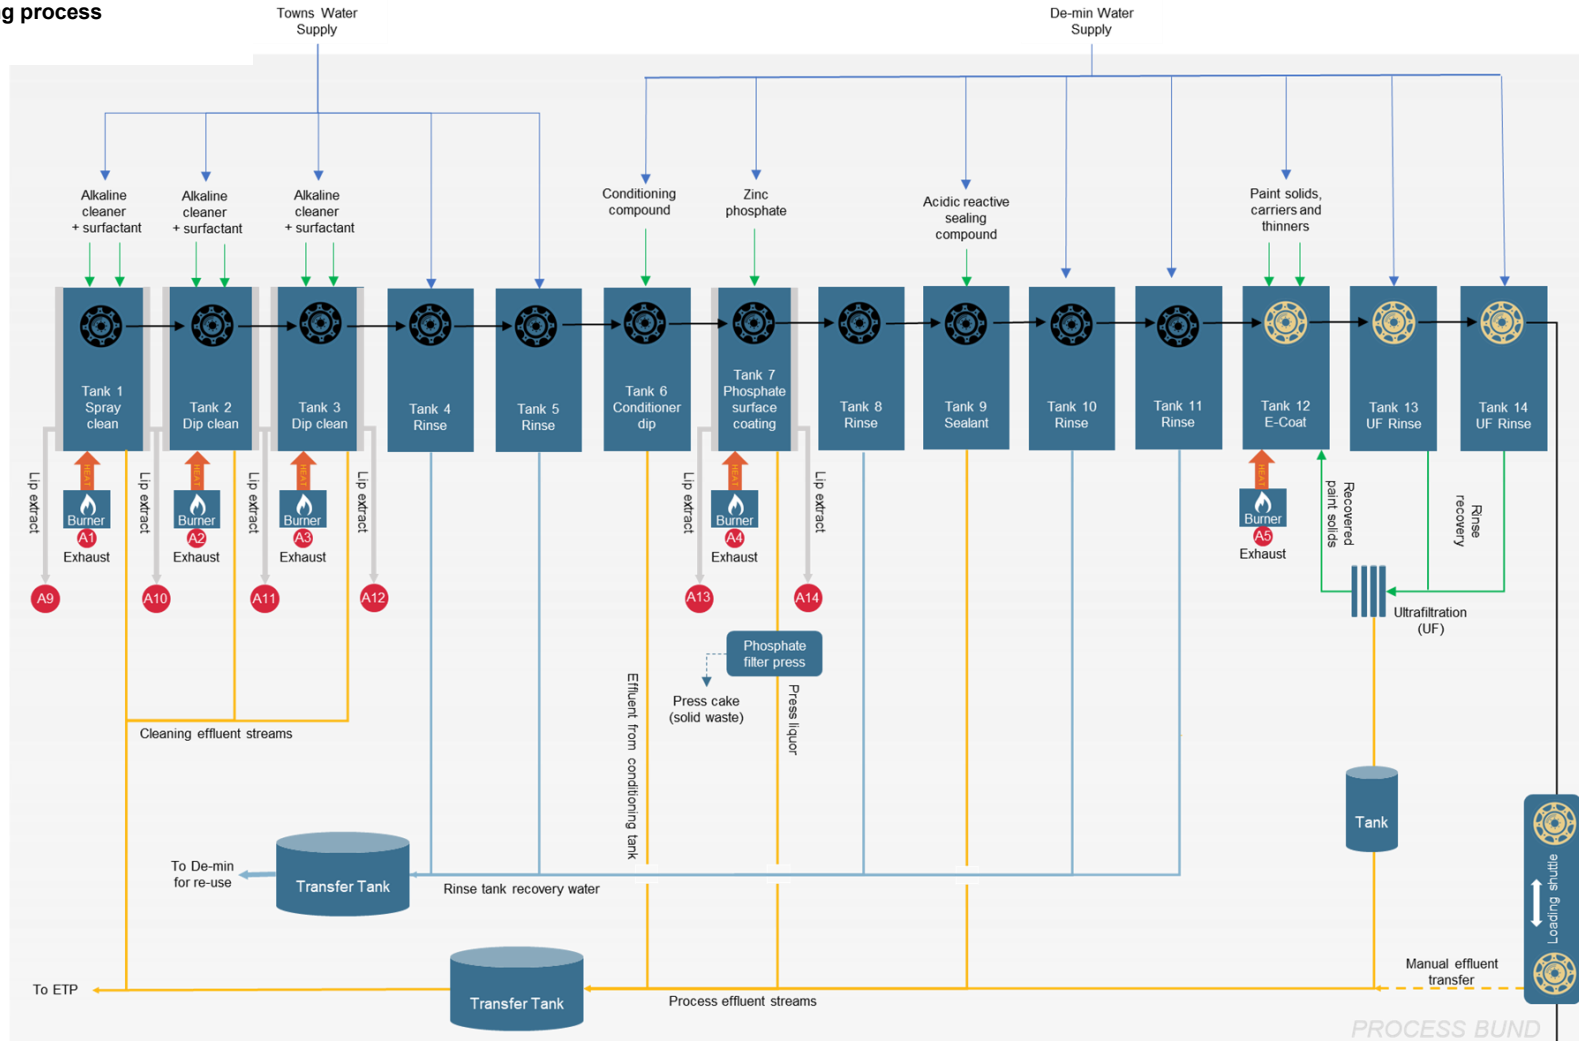 ng process
Towns Water
Supply
De-min Water
Supply
Alkaline
cleaner
+ surfactant
Alkaline
cleaner
+ surfactant
Alkaline
cleaner
+ surfactant
Conditioning
compound
Zinc
phosphate
Acidic reactive
sealing
compound
Paint solids,
carriers and
thinners
Tank 1
Spray
clean
Tank 2
Dip clean
Tank 3
Dip clean
Tank 4
Rinse
Tank 5
Rinse
Tank 6
Conditioner
dip
Tank 7
Phosphate
surface
coating
Tank 8
Rinse
Tank 9
Sealant
Tank 10
Rinse
Tank 11
Rinse
Tank 12
E-Coat
Tank 13
UF Rinse
Tank 14
UF Rinse
Lip extract
HEAT
Burner
A1
Exhaust
Lip extract
HEAT
Burner
A2
Exhaust
Lip extract
HEAT
Burner
A3
Exhaust
Lip extract
Lip extract
HEAT
Burner
A4
Exhaust
Lip extract
HEAT
Burner
A5
Exhaust
Recovered
paint solids
Rinse
recovery
A9
A10
A11
A12
A13
A14
Ultrafiltration
(UF)
Phosphate
filter press
Press cake
(solid waste)
Press liquor
Effluent from conditioning tank
Cleaning effluent streams
Tank
To De-min
for re-use
Transfer Tank
Rinse tank recovery water
Loading shuttle
Manual effluent
transfer
To ETP
Transfer Tank
Process effluent streams
PROCESS BUND